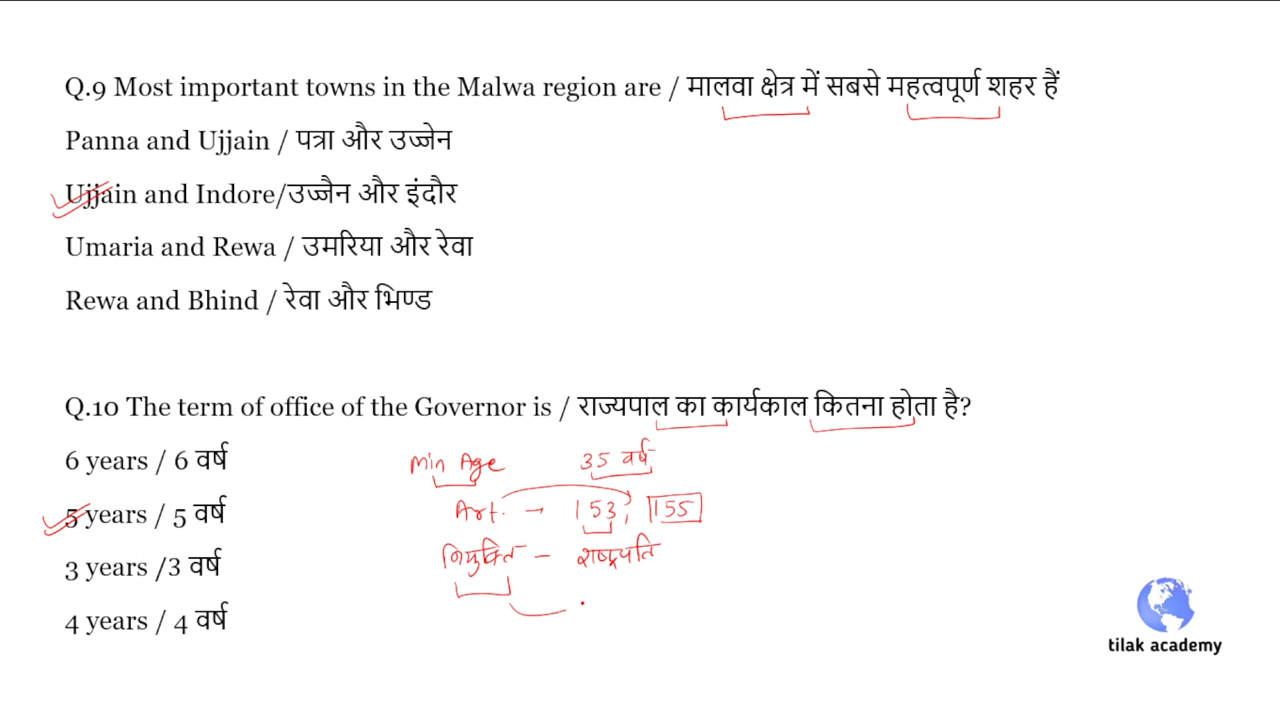 Q.9 Most important towns in the Malwa region are / मालवा क्षेत्र में सबसे महत्वपूर्ण शहर हैं
Panna and Ujjain / पत्रा और उज्जेन
Ujjain and Indore/उज्जैन और इंदौर
Umaria and Rewa / उमरिया और रेवा
Rewa and Bhind / रेवा और भिण्ड
Q.10 The term of office of the Governor is / राज्यपाल का कार्यकाल कितना होता है?
6 years / 6 वर्ष
Min Age 35 वर्ष
5 years / 5 वर्ष
Art. → 153, 155
3 years /3 वर्ष
नियुक्ति – राष्ट्रपति
4 years / 4 वर्ष
tilak academy